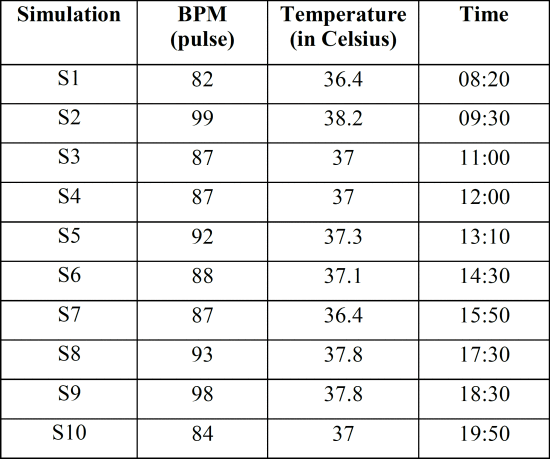 Simulation BPM (pulse) Temperature (in Celsius) Time
S1 82 36.4 08:20
S2 99 38.2 09:30
S3 87 37 11:00
S4 87 37 12:00
S5 92 37.3 13:10
S6 88 37.1 14:30
S7 87 36.4 15:50
S8 93 37.8 17:30
S9 98 37.8 18:30
S10 84 37 19:50